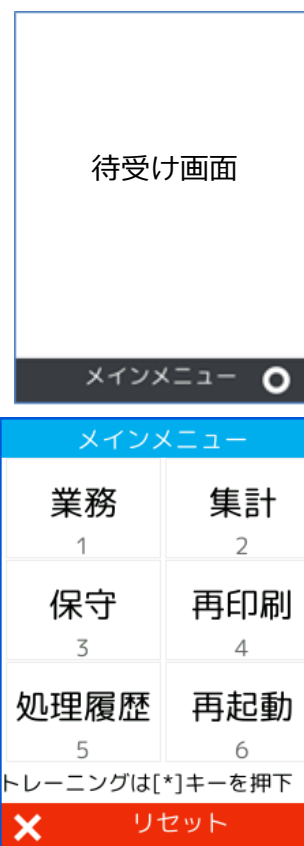 待受け画面
メインメニュー
メインメニュー
業務 集計
1 2
保守 再印刷
3 4
処理履歴 再起動
5 6
トレーニングは[*]キーを押下
リセット